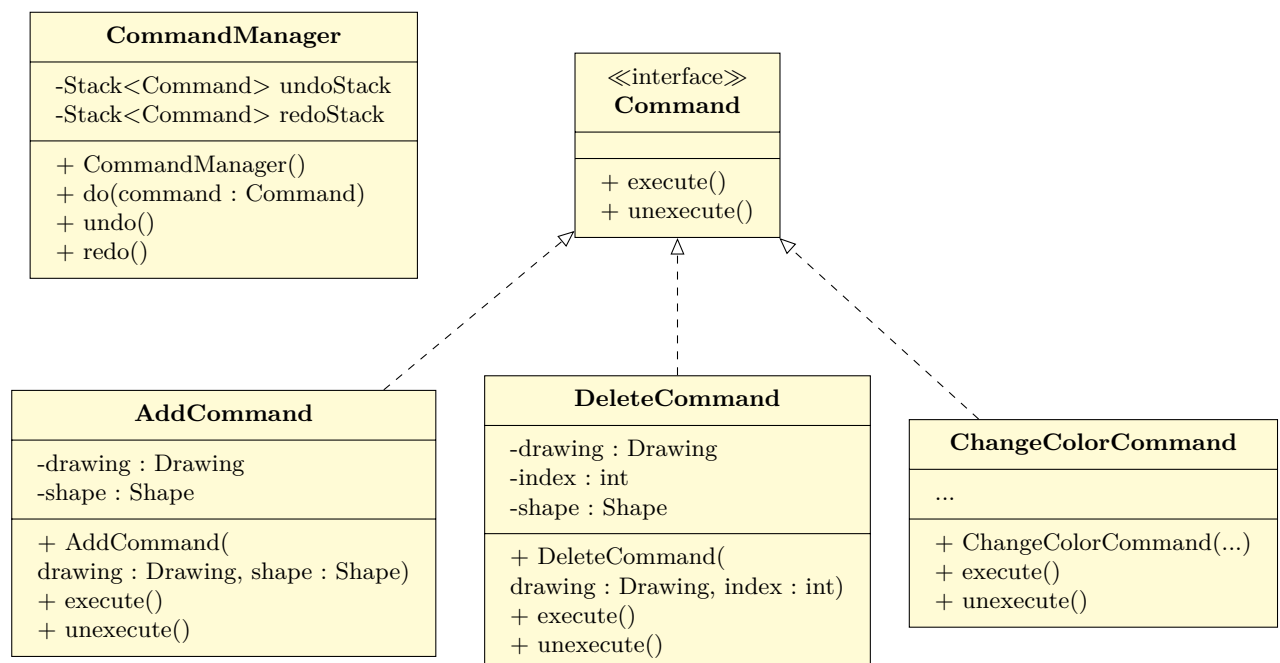 CommandManager
-Stack<Command> undoStack
-Stack<Command> redoStack
+ CommandManager()
+ do(command : Command)
+ undo()
+ redo()
≪interface≫
Command
+ execute()
+ unexecute()
AddCommand
-drawing : Drawing
-shape : Shape
+ AddCommand(
drawing : Drawing, shape : Shape)
+ execute()
+ unexecute()
DeleteCommand
-drawing : Drawing
-index : int
-shape : Shape
+ DeleteCommand(
drawing : Drawing, index : int)
+ execute()
+ unexecute()
ChangeColorCommand
...
+ ChangeColorCommand(...)
+ execute()
+ unexecute()